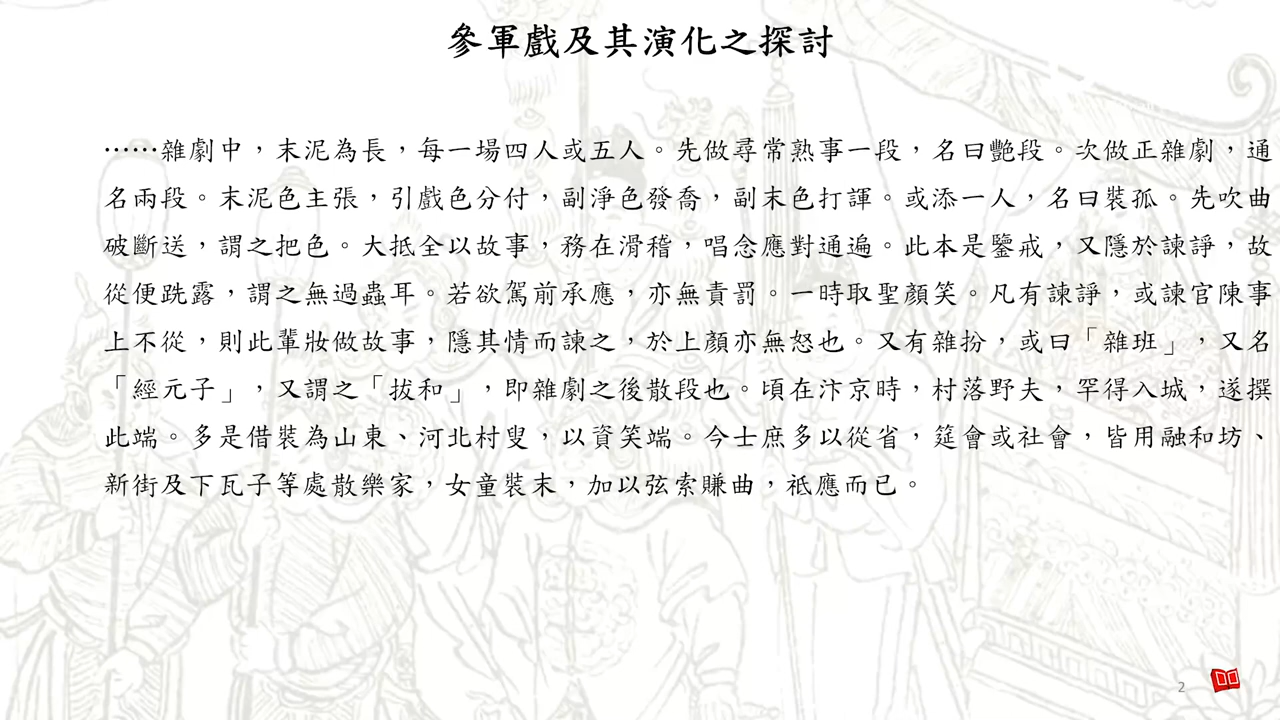 參軍戲及其演化之探討
……雜劇中，末泥為長，每一場四人或五人。先做尋常熟事一段，名曰艷段。次做正雜劇，通
名兩段。末泥色主張，引戲色分付，副淨色發喬，副末色打諢。或添一人，名曰裝孤。先吹曲
破斷送，謂之把色。大抵全以故事，務在滑稽，唱念應對通遍。此本是鑒戒，又隱於諫諍，故
從便跣露，謂之無過蟲耳。若欲駕前承應，亦無責罰。一時取聖顏笑。凡有諫諍，或諫官陳事
上不從，則此輩妝做故事，隱其情而諫之，於上顏亦無怒也。又有雜扮，或曰「雜班」，又名
「經元子」，又謂之「拔和」，即雜劇之後散段也。頃在汴京時，村落野夫，罕得入城，遂撰
此端。多是借裝為山東、河北村叟，以資笑端。今士庶多以從省，筵會或社會，皆用融和坊、
新街及下瓦子等處散樂家，女童裝末，加以弦索賺曲，祗應而已。
2